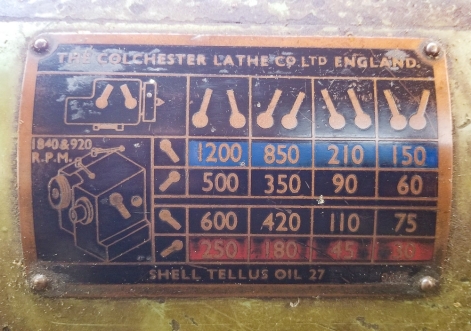 THE COLCHESTER LATHE CO LTD ENGLAND.
1840 & 920
R.P.M.
1200 850 210 150
500 350 90 60
600 420 110 75
250 180 45 30
SHELL TELLUS OIL 27